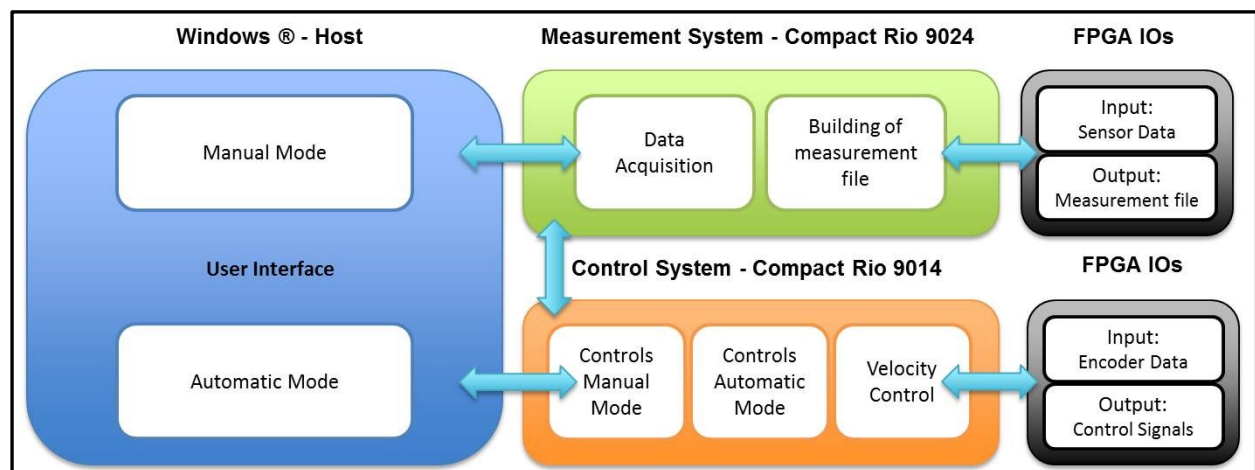 Windows ® - Host
Manual Mode
User Interface
Automatic Mode
Measurement System - Compact Rio 9024
Data
Acquisition
Building of
measurement
file
FPGA IOs
Input:
Sensor Data
Output:
Measurement file
Control System - Compact Rio 9014
Controls
Manual
Mode
Controls
Automatic
Mode
Velocity
Control
FPGA IOs
Input:
Encoder Data
Output:
Control Signals